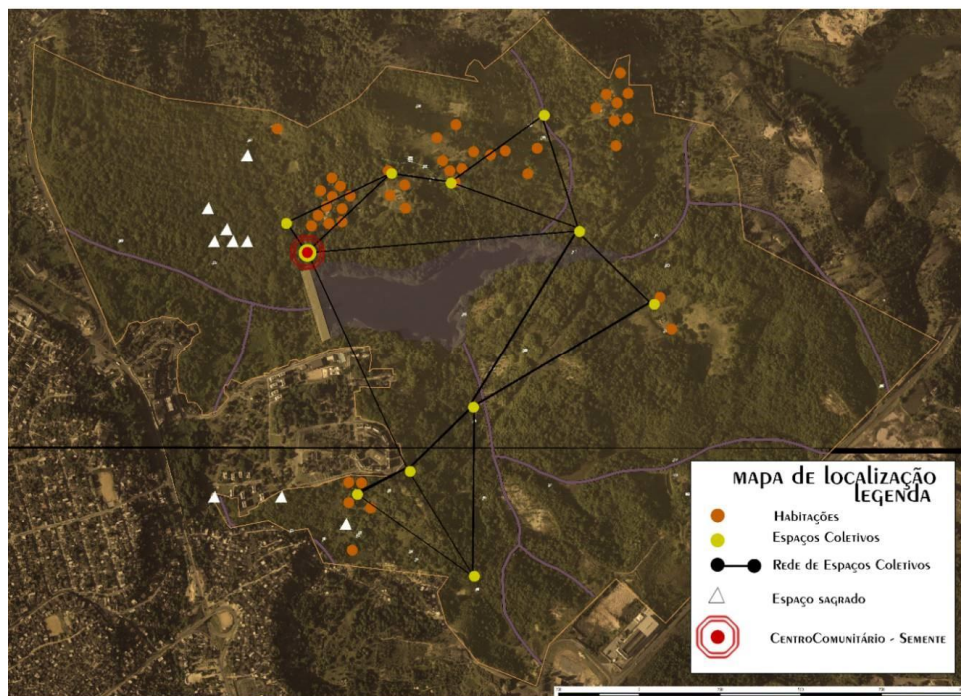 MAPA DE LOCALIZAÇÃO
LEGENDA
HABITAÇÕES
ESPAÇOS COLETIVOS
REDE DE ESPAÇOS COLETIVOS
ESPAÇO SAGRADO
CENTROCOMUNITÁRIO - SEMENTE